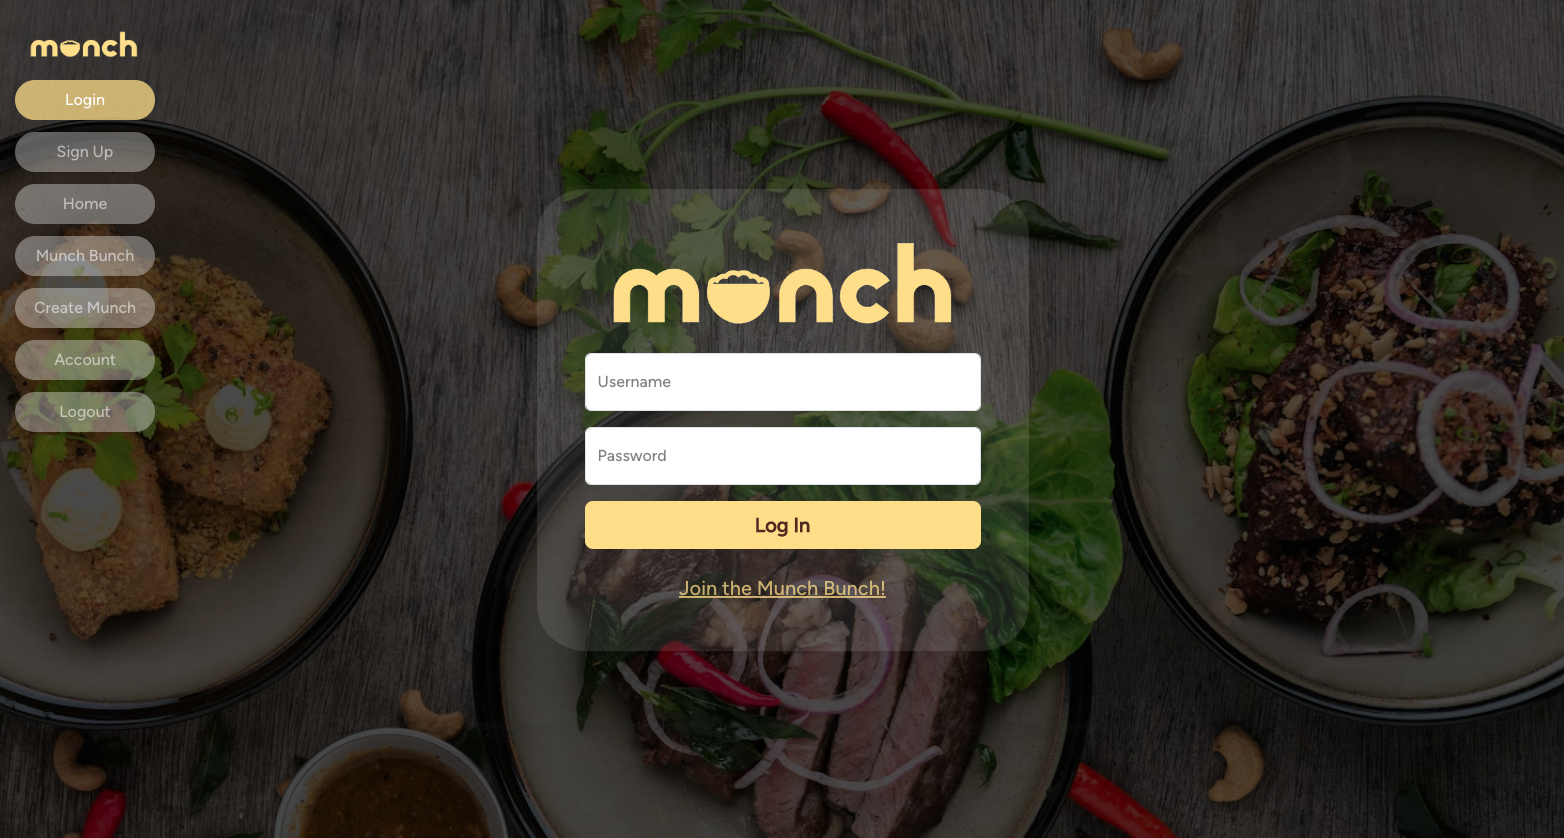 munch
Login
Sign Up
Home
Munch Bunch
Create Munch
Account
Logout
munch
Username
Password
Log In
Join the Munch Bunch!